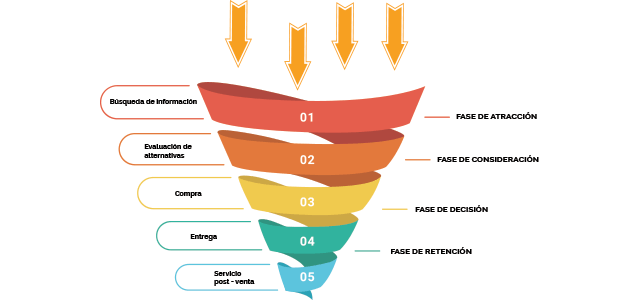 Búsqueda de información
01
FASE DE ATRACCIÓN
Evaluación de
alternativas
02
FASE DE CONSIDERACIÓN
Compra
03
FASE DE DECISIÓN
Entrega
04
FASE DE RETENCIÓN
Servicio
post - venta
05